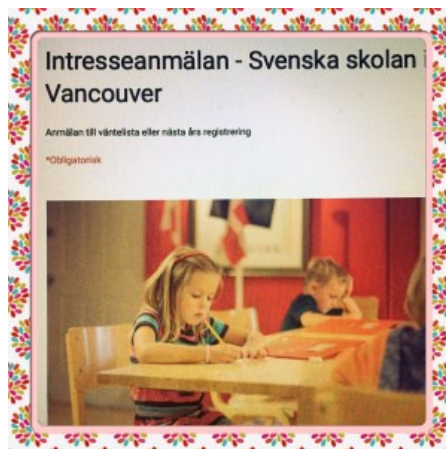 Intresseanmälan - Svenska skolan
Vancouver
Anmälan till väntelista eller nästa års registrering
*Obligatorisk